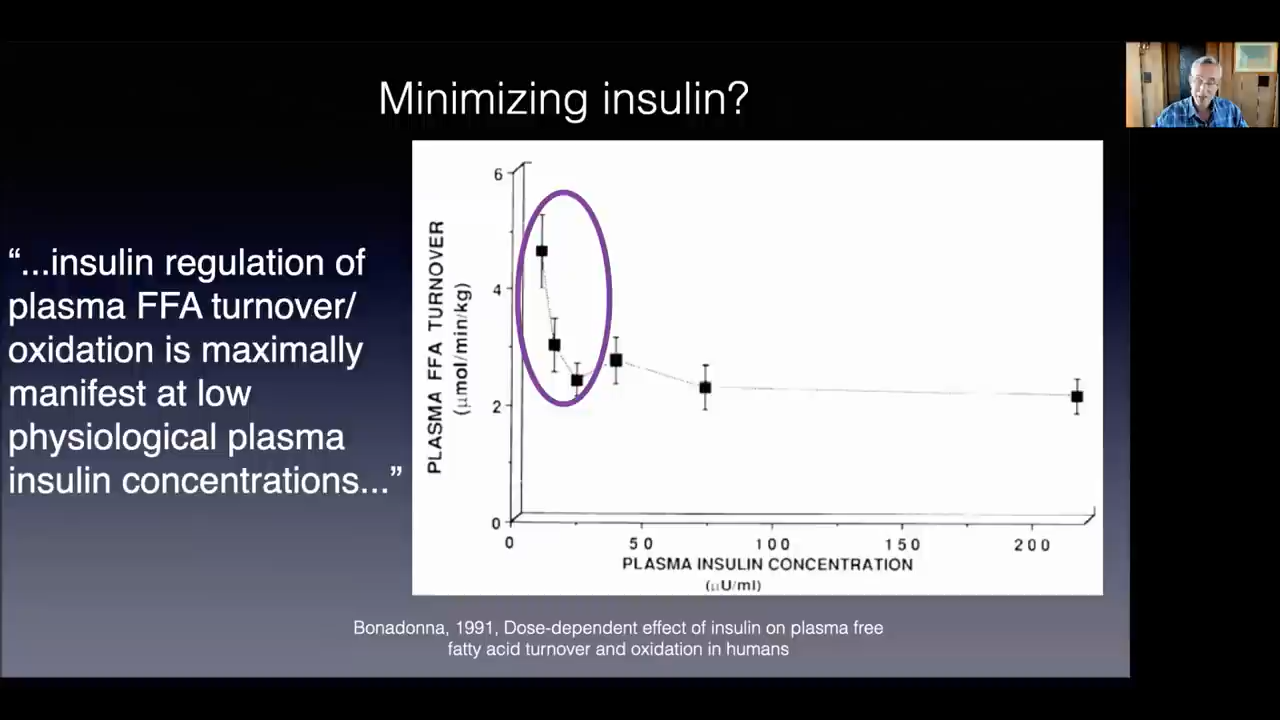 Minimizing insulin?
“...insulin regulation of
plasma FFA turnover/
oxidation is maximally
manifest at low
physiological plasma
insulin concentrations...”
PLASMA FFA TURNOVER
(μmol/min/kg)
6
4
2
0
0 50 100 150 200
PLASMA INSULIN CONCENTRATION
(μU/ml)
Bonadonna, 1991, Dose-dependent effect of insulin on plasma free
fatty acid turnover and oxidation in humans